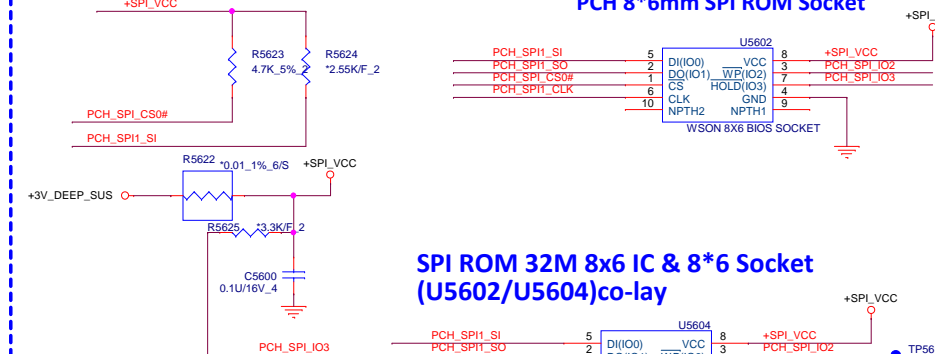 +SPI_VCC
PCH 8*6mm SPI ROM Socket
R5623
4.7K_5%_2
R5624
*2.55K/F_2
PCH_SPI_CS0#
PCH_SPI1_SI
U5602
PCH_SPI1_SI 5 DI(IO0) VCC 8 +SPI_VCC
PCH_SPI1_SO 2 DO(IO1) WP(IO2) 3 PCH_SPI_IO2
PCH_SPI_CS0# 1 CS HOLD(IO3) 7 PCH_SPI_IO3
PCH_SPI1_CLK 6 CLK GND 4
10 NPTH2 NPTH1 9
WSON 8X6 BIOS SOCKET
R5622 *0.01_1%_6/S +SPI_VCC
+3V_DEEP_SUS
R5625 *3.3K/F_2
C5600
0.1U/16V_4
SPI ROM 32M 8x6 IC & 8*6 Socket
(U5602/U5604)co-lay
+SPI_VCC
U5604
PCH_SPI1_SI 5 DI(IO0) VCC 8 +SPI_VCC
PCH_SPI1_SO 2 3 PCH_SPI_IO2
PCH_SPI_IO3